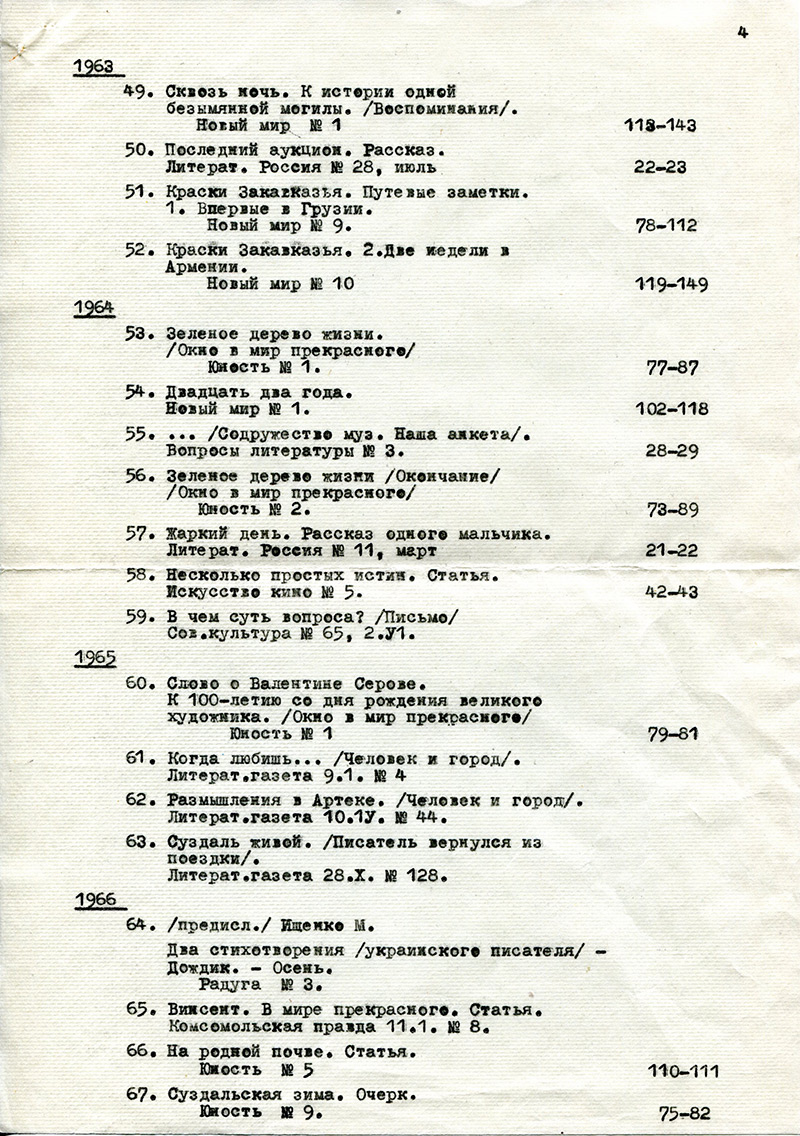 4
1963
49. Сквозь ночь. К истории одной
безымянной могилы. /Воспоминания/.
Новый мир № 1 113-143
50. Последний аукцион. Рассказ.
Литерат. Россия № 28, июль 22-23
51. Краски Закавказья. Путевые заметки.
1. Впервые в Грузии.
Новый мир № 9. 78-112
52. Краски Закавказья. 2.Две недели в
Армении.
Новый мир № 10 119-149
1964
53. Зеленое дерево жизни.
/Окно в мир прекрасного/
Юность № 1. 77-87
54. Двадцать два года.
Новый мир № 1. 102-118
55. ... /Содружество муз. Наша анкета/.
Вопросы литературы № 3. 28-29
56. Зеленое дерево жизни /Окончание/
/Окно в мир прекрасного/
Юность № 2. 73-89
57. Жаркий день. Рассказ одного мальчика.
Литерат. Россия № 11, март 21-22
58. Несколько простых истин. Статья.
Искусство кино № 5. 42-43
59. В чем суть вопроса? /Письмо/
Сов.культура № 65, 2.У1.
1965
60. Слово о Валентине Серове.
К 100-летию со дня рождения великого
художника. /Окно в мир прекрасного/
Юность № 1 79-81
61. Когда любишь... /Человек и город/.
Литерат.газета 9.1. № 4
62. Размышления в Артеке. /Человек и город/.
Литерат.газета 10.1У. № 44.
63. Суздаль живой. /Писатель вернулся из
поездки/.
Литерат.газета 28.X. № 128.
1966
64. /предисл./ Ищенко М.
Два стихотворения /украинского писателя/ -
Дождик. - Осень.
Радуга № 3.
65. Винсент. В мире прекрасного. Статья.
Комсомольская правда 11.1. № 8.
66. На родной почве. Статья.
Юность № 5 110-111
67. Суздальская зима. Очерк.
Юность № 9. 75-82